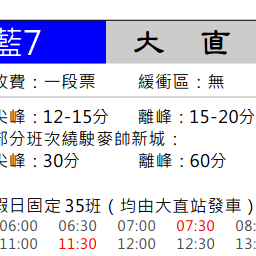 藍7 大 直
收費：一段票 緩衝區：無
尖峰：12-15分 離峰：15-20分
部分班次繞駛麥帥新城：
尖峰：30分 離峰：60分
假日固定35班（均由大直站發車）
06:00 06:30 07:00 07:30 08:
11:00 11:30 12:00 12:30 13: